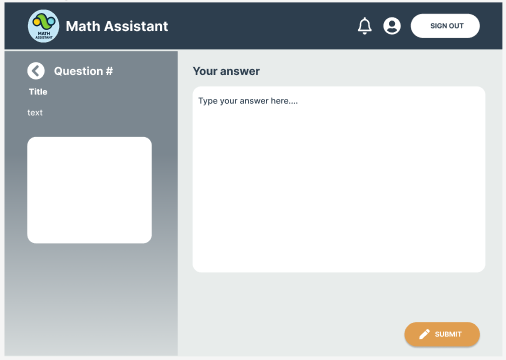 MATH
ASSISTANT
Math Assistant
SIGN OUT
Question #
Title
text
Your answer
Type your answer here....
SUBMIT